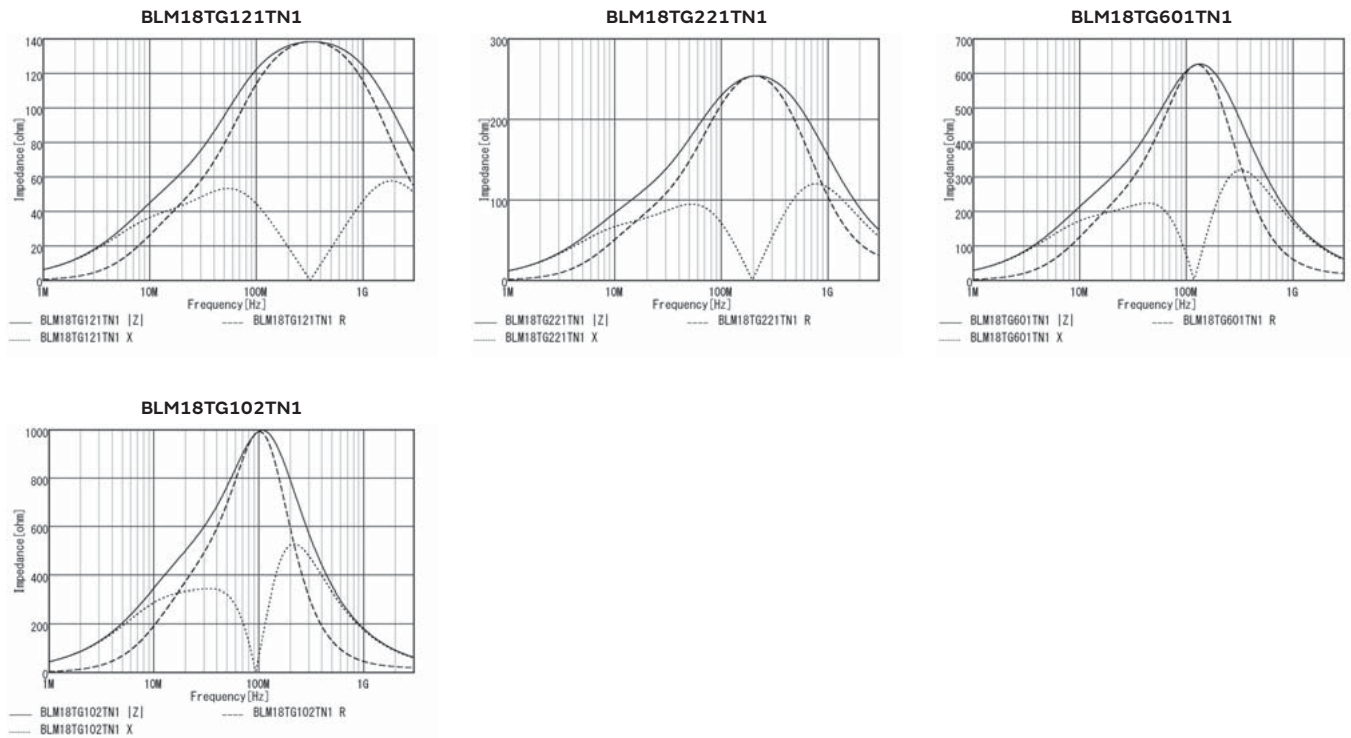 BLM18TG121TN1
140
120
100
80
60
40
20
0
Impedance[ohm]
1M
10M
100M
1G
Frequency[Hz]
BLM18TG121TN1 |Z|
BLM18TG121TN1 R
BLM18TG121TN1 X
BLM18TG221TN1
300
200
100
0
Impedance[ohm]
1M
10M
100M
1G
Frequency[Hz]
BLM18TG221TN1 |Z|
BLM18TG221TN1 R
BLM18TG221TN1 X
BLM18TG601TN1
700
600
500
400
300
200
100
0
Impedance[ohm]
1M
10M
100M
1G
Frequency[Hz]
BLM18TG601TN1 |Z|
BLM18TG601TN1 R
BLM18TG601TN1 X
BLM18TG102TN1
1000
800
600
400
200
0
Impedance[ohm]
1M
10M
100M
1G
Frequency[Hz]
BLM18TG102TN1 |Z|
BLM18TG102TN1 R
BLM18TG102TN1 X